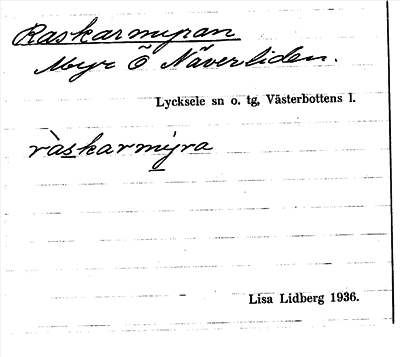 Raskarmyran
Myr Ö Näverliden.
Lycksele sn o. tg, Västerbottens l.
ràskarmýra
Lisa Lidberg 1936.